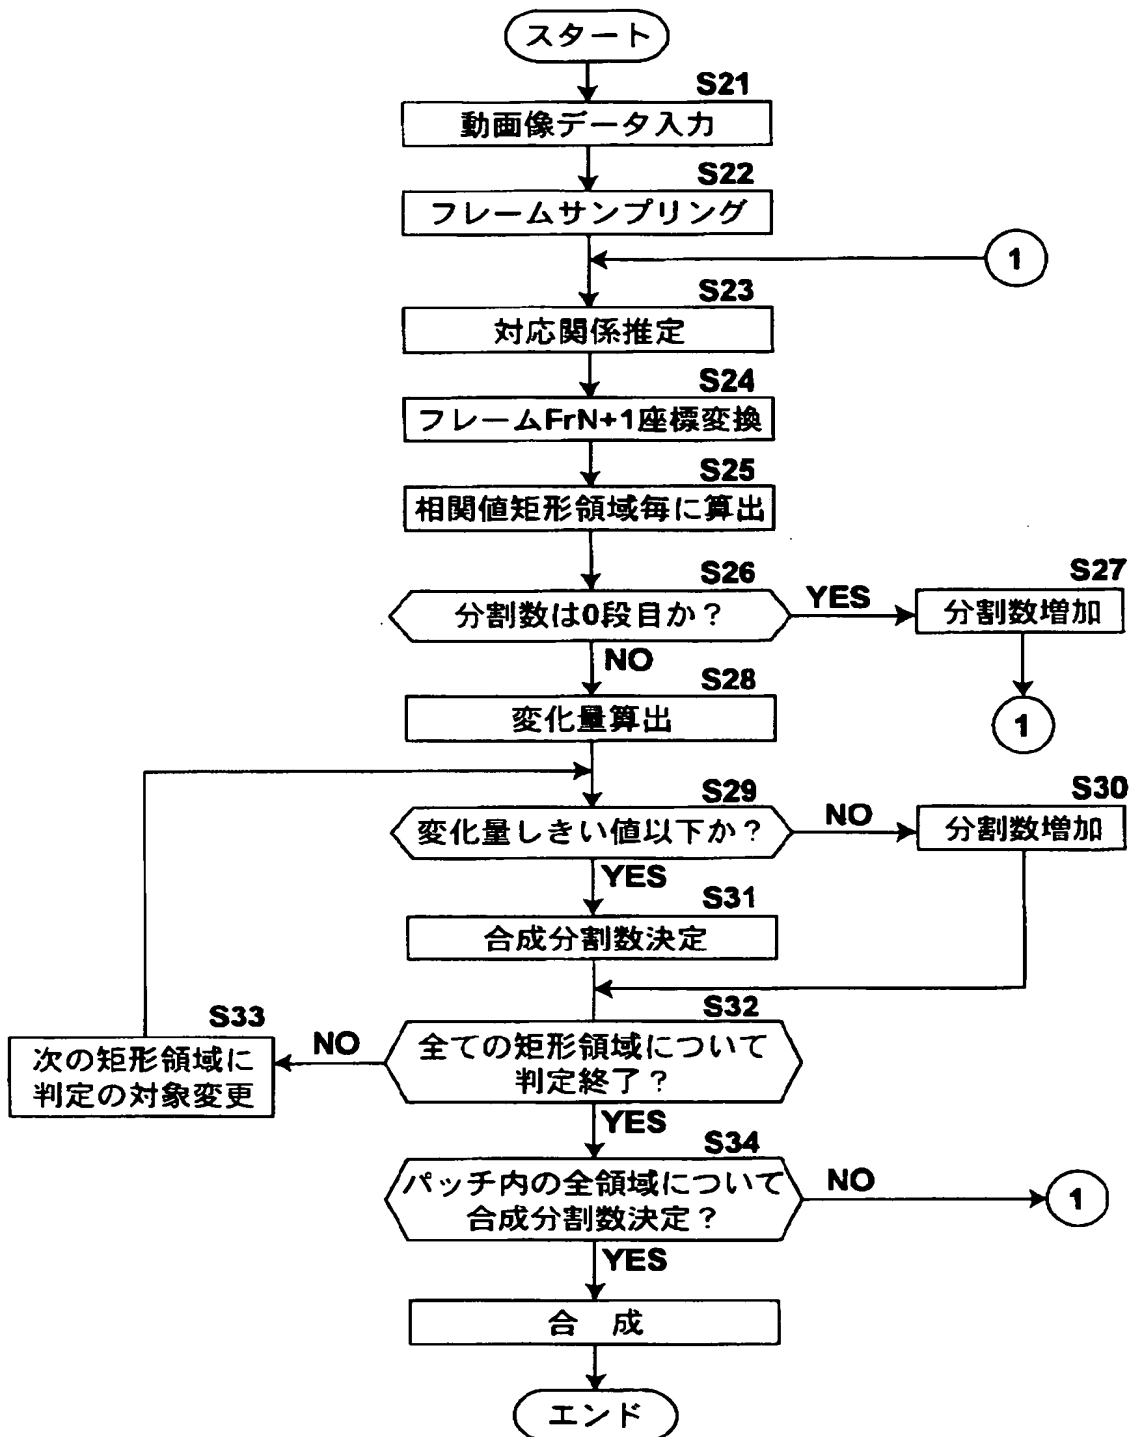 スタート
S21
動画像データ入力
S22
フレームサンプリング
1
S23
対応関係推定
S24
フレームFrN+1座標変換
S25
相関値矩形領域毎に算出
S26
分割数は0段目か?
YES
S27
分割数増加
NO
1
S28
変化量算出
S29
変化量しきい値以下か?
NO
S30
分割数増加
YES
S31
合成分割数決定
S32
全ての矩形領域について
判定終了?
NO
S33
次の矩形領域に
判定の対象変更
YES
S34
パッチ内の全領域について
合成分割数決定?
NO
1
YES
合 成
エンド